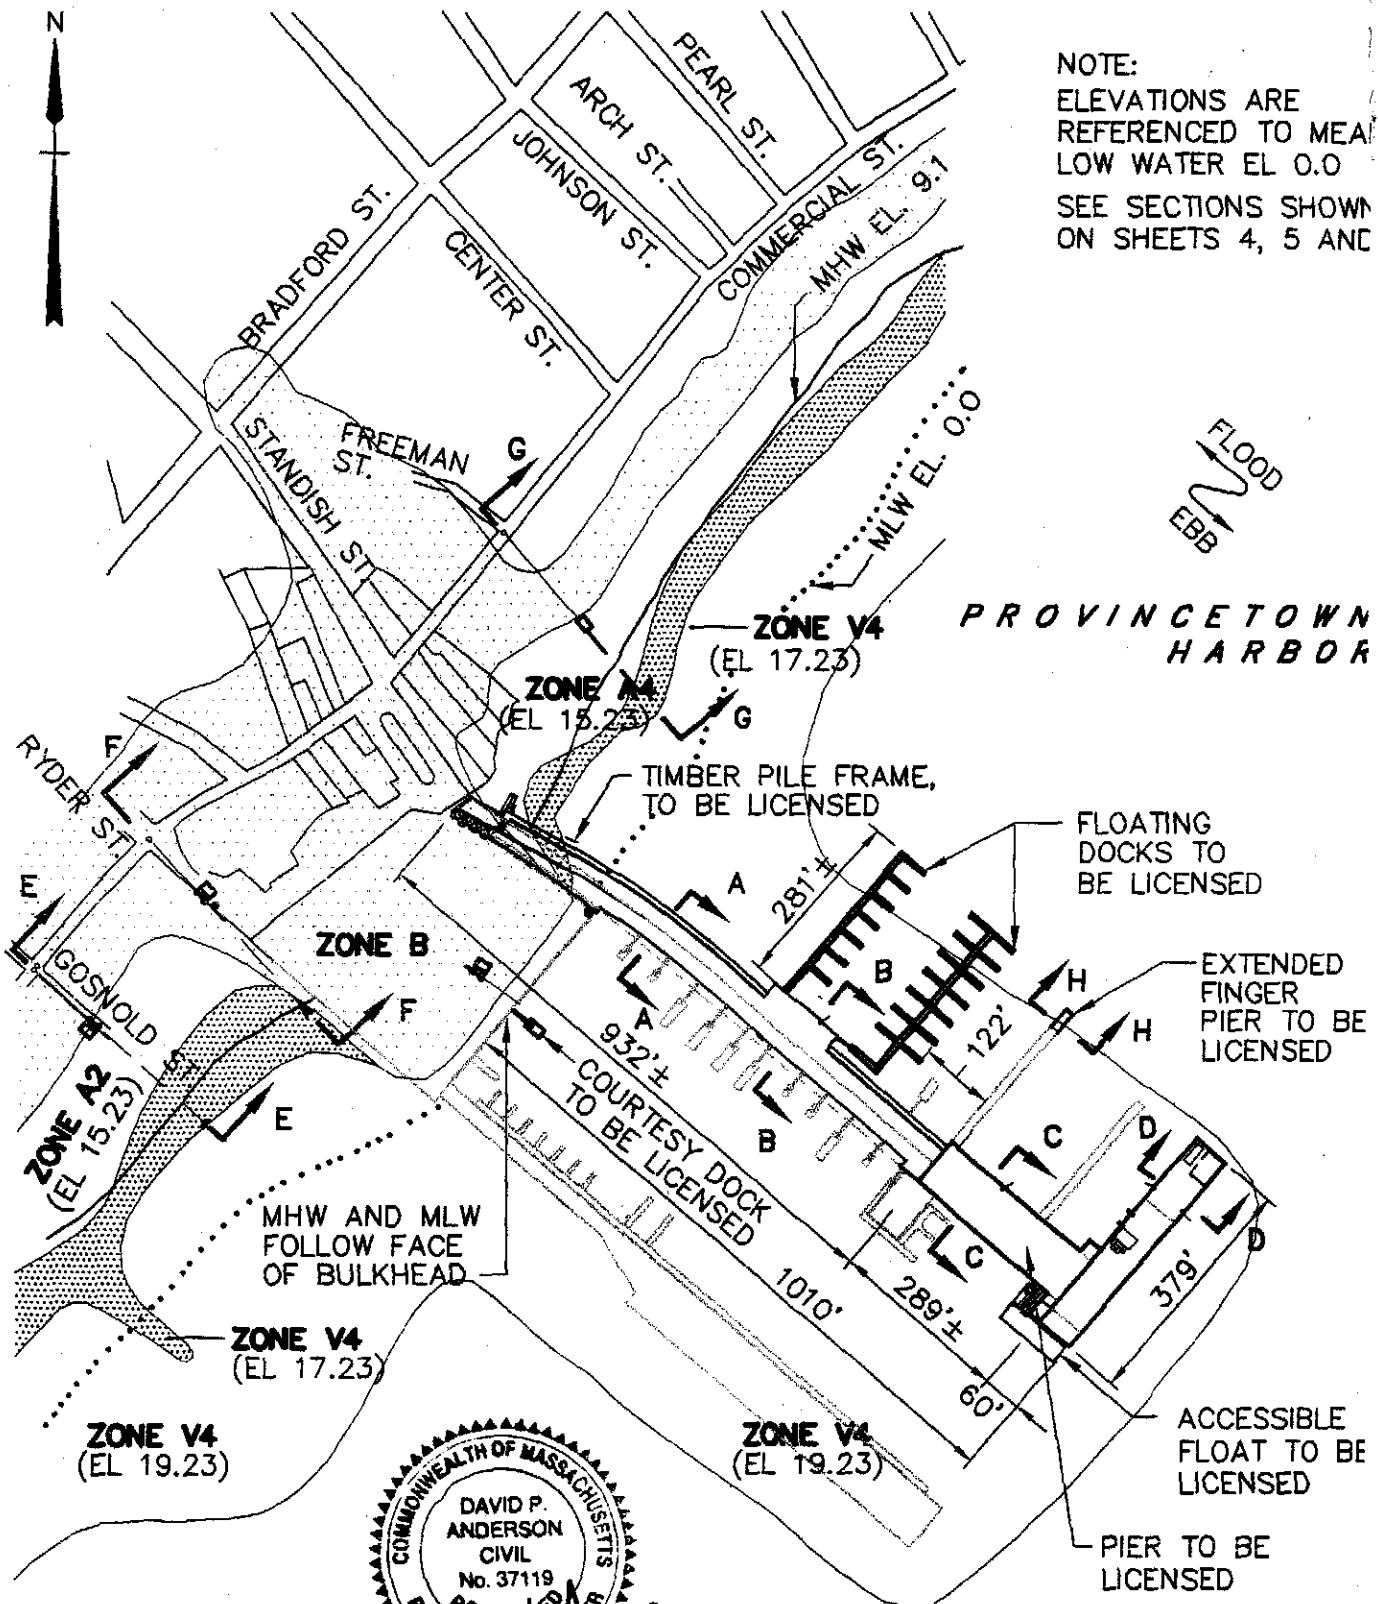 N
NOTE:
ELEVATIONS ARE
REFERENCED TO MEA
LOW WATER EL 0.0
SEE SECTIONS SHOWN
ON SHEETS 4, 5 AND
PEARL ST.
ARCH ST.
JOHNSON ST.
COMMERCIAL ST.
MHW EL. 9.1
BRADFORD ST.
CENTER ST.
STANDISH ST.
FREEMAN
ST.
G
MLW EL. 0.0
FLOOD
EBB
PROVINCETOWN
HARBOR
ZONE V4
(EL 17.23)
ZONE A4
(EL 15.23)
G
F
RYDER ST.
TIMBER PILE FRAME,
TO BE LICENSED
FLOATING
DOCKS TO
BE LICENSED
281'±
A
E
ZONE B
GOSNOLD
ST.
F
A
B
H
H
EXTENDED
FINGER
PIER TO BE
LICENSED
932'±
122'
COURTESY DOCK
TO BE LICENSED
ZONE A2
(EL 15.23)
E
B
C
D
D
MHW AND MLW
FOLLOW FACE
OF BULKHEAD
C
1010'
289'±
379'
60'
ZONE V4
(EL 17.23)
ZONE V4
(EL 19.23)
ZONE V4
(EL 19.23)
ACCESSIBLE
FLOAT TO BE
LICENSED
PIER TO BE
LICENSED
COMMONWEALTH OF MASSACHUSETTS
DAVID P.
ANDERSON
CIVIL
No. 37119